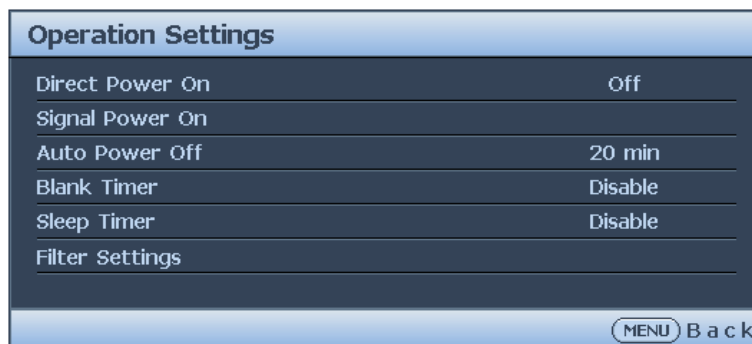 Operation Settings
Direct Power On Off
Signal Power On
Auto Power Off 20 min
Blank Timer Disable
Sleep Timer Disable
Filter Settings
MENU Back